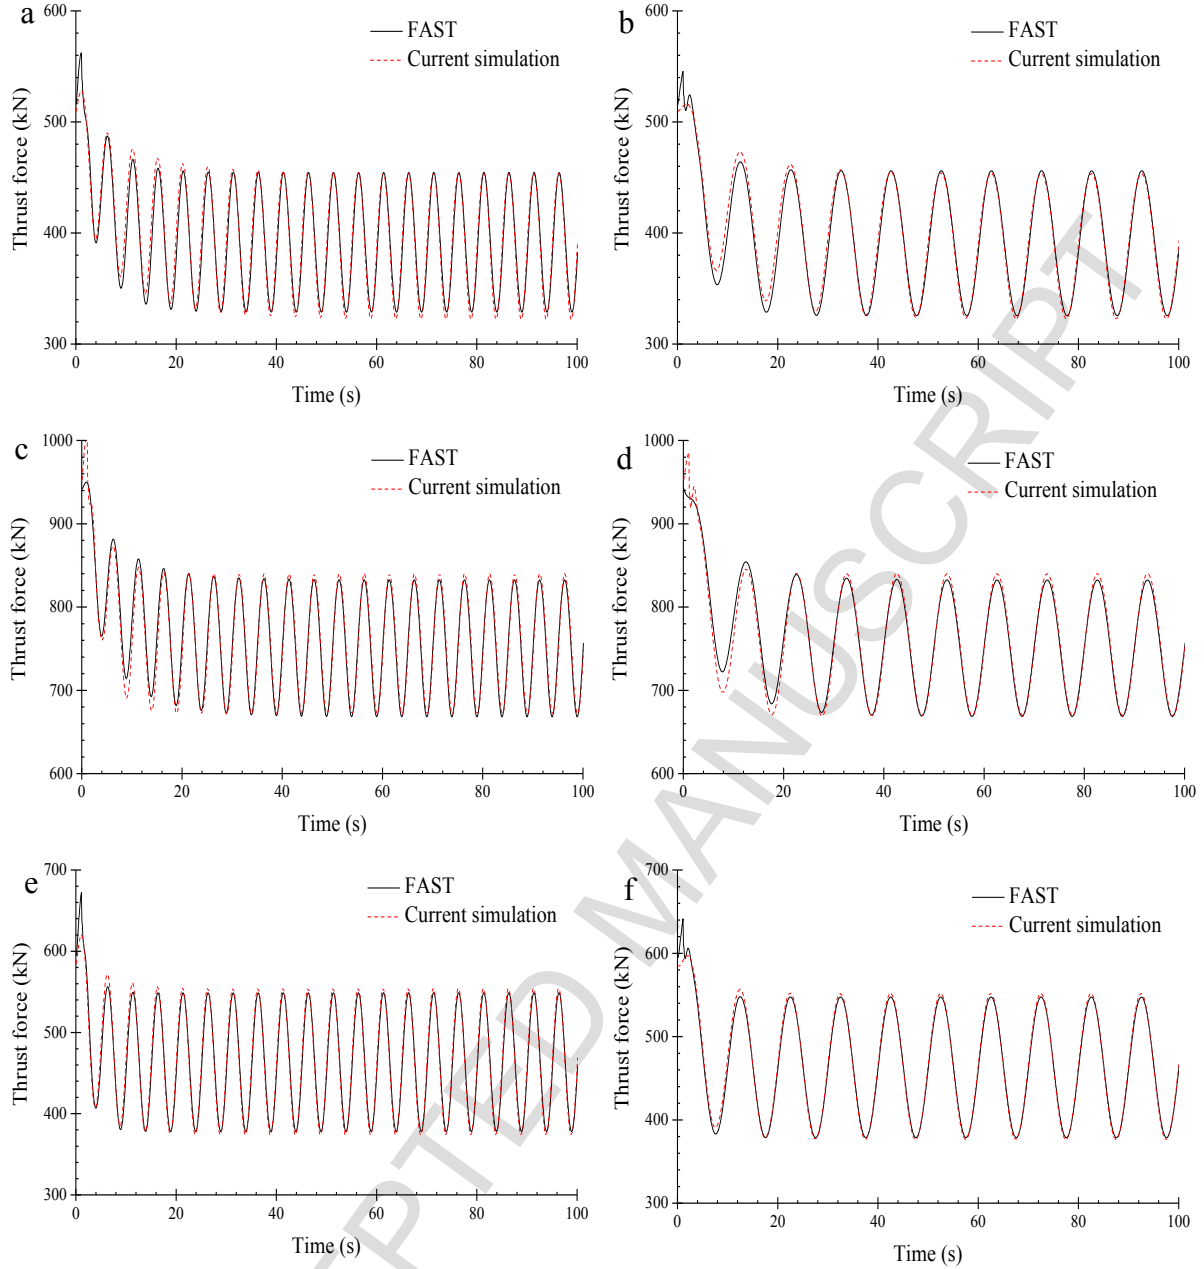 a
600
500
400
300
Thrust force (kN)
FAST
Current simulation
0 20 40 60 80 100
Time (s)
b
600
500
400
300
Thrust force (kN)
FAST
Current simulation
0 20 40 60 80 100
Time (s)
c
1000
900
800
700
600
Thrust force (kN)
FAST
Current simulation
0 20 40 60 80 100
Time (s)
d
1000
900
800
700
600
Thrust force (kN)
FAST
Current simulation
0 20 40 60 80 100
Time (s)
e
700
600
500
400
300
Thrust force (kN)
FAST
Current simulation
0 20 40 60 80 100
Time (s)
f
700
600
500
400
300
Thrust force (kN)
FAST
Current simulation
0 20 40 60 80 100
Time (s)
PTED MANUSCRIPT